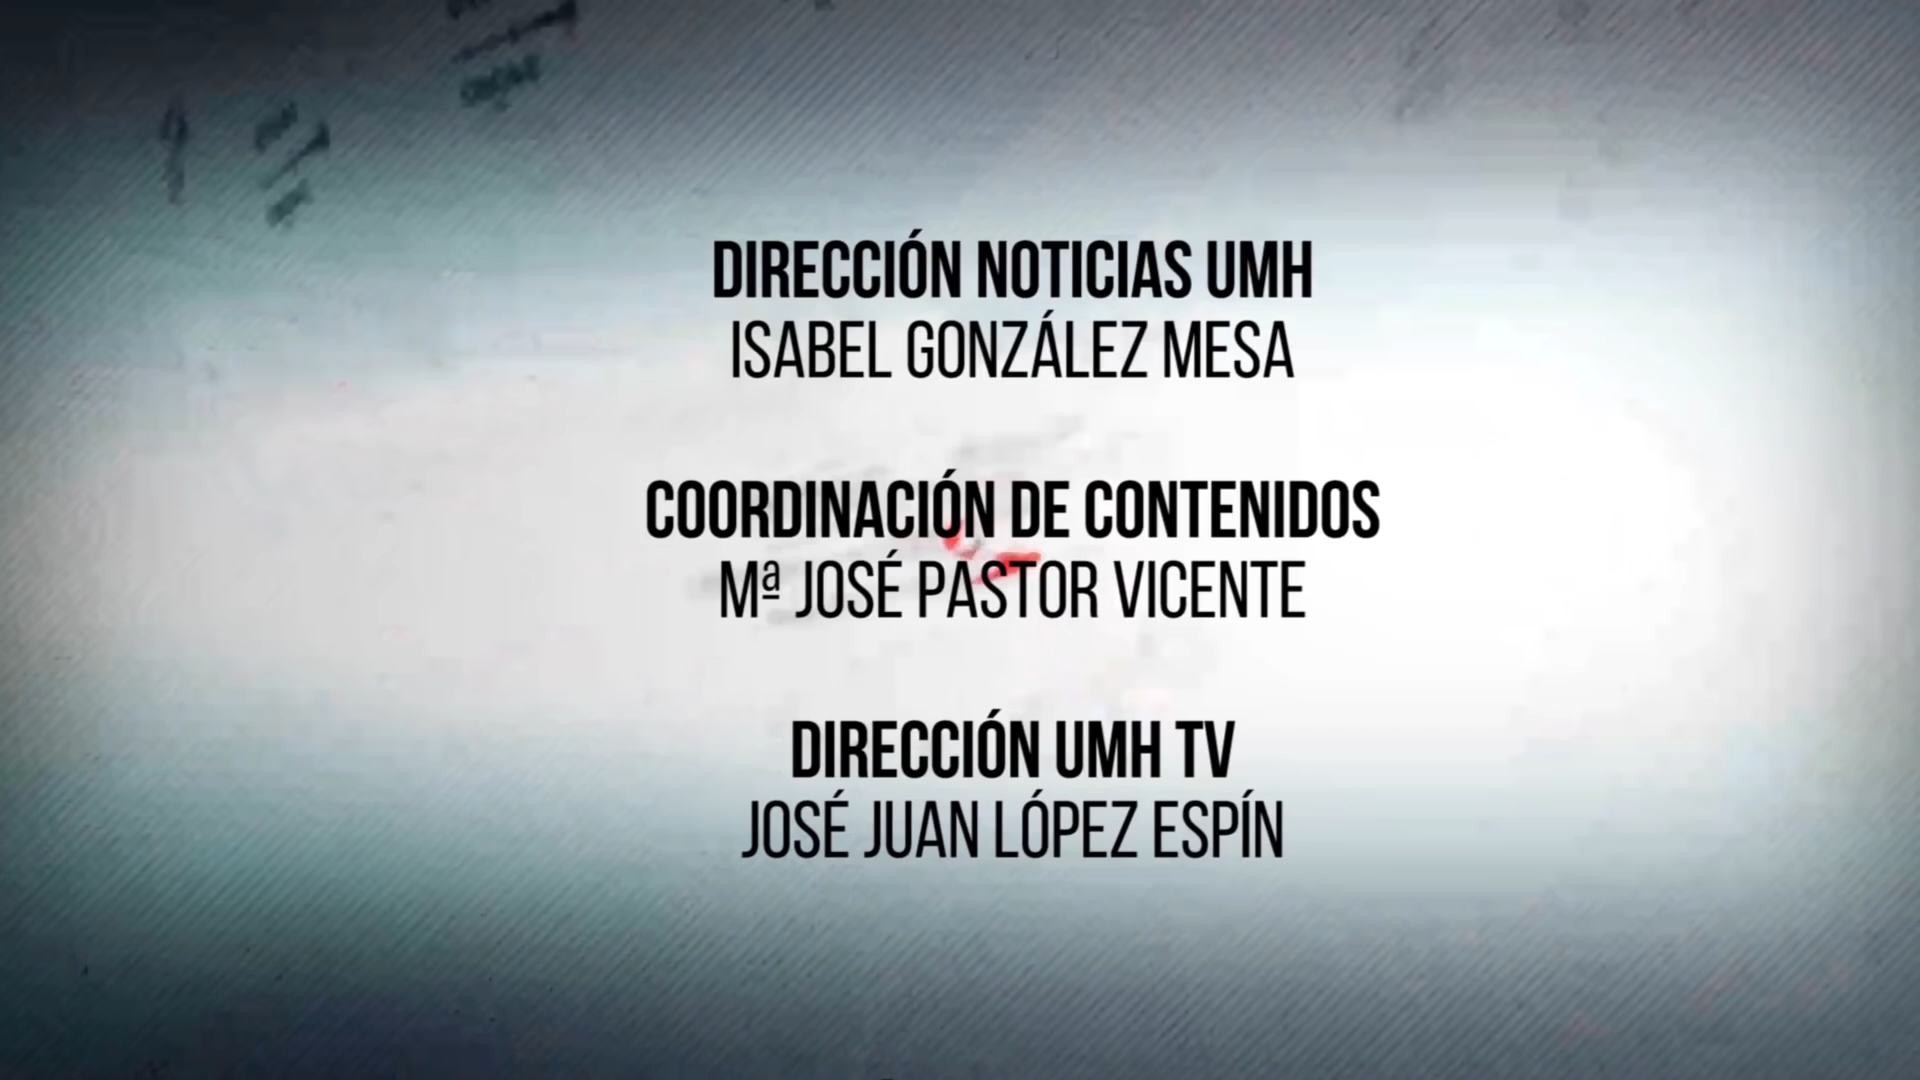 DIRECCIÓN NOTICIAS UMH
ISABEL GONZÁLEZ MESA
COORDINACIÓN DE CONTENIDOS
Mª JOSÉ PASTOR VICENTE
DIRECCIÓN UMH TV
JOSÉ JUAN LÓPEZ ESPÍN